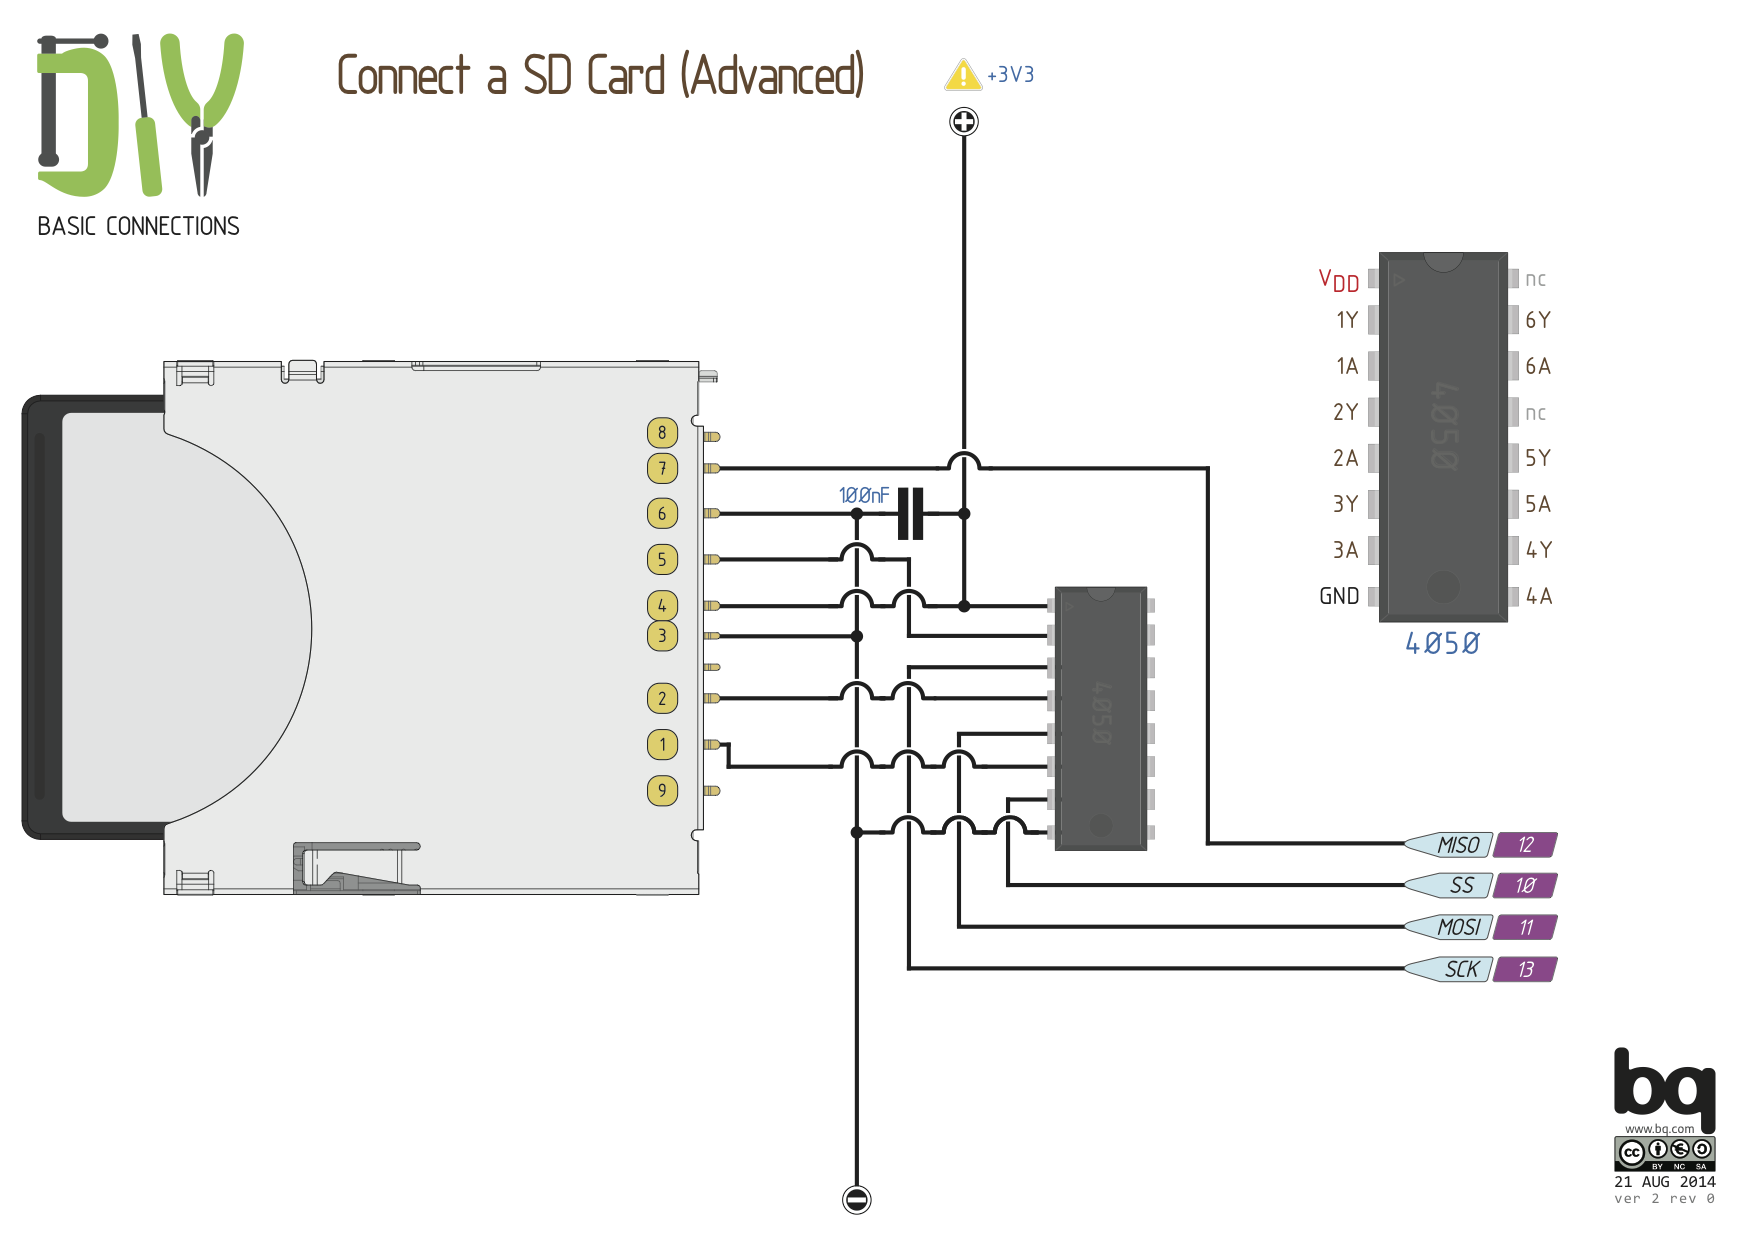 DIY
BASIC CONNECTIONS
Connect a SD Card (Advanced)
+3V3
8
7
6
5
4
3
2
1
9
100nF
4050
VDD
1Y
1A
2Y
2A
3Y
3A
GND
4050
nc
6Y
6A
nc
5Y
5A
4Y
4A
4050
MISO 12
SS 10
MOSI 11
SCK 13
bq
www.bq.com
cc BY NC SA
21 AUG 2014
ver 2 rev 0